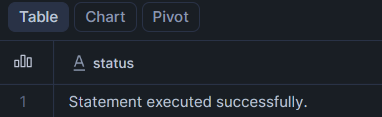 Table Chart Pivot
A status
1 Statement executed successfully.